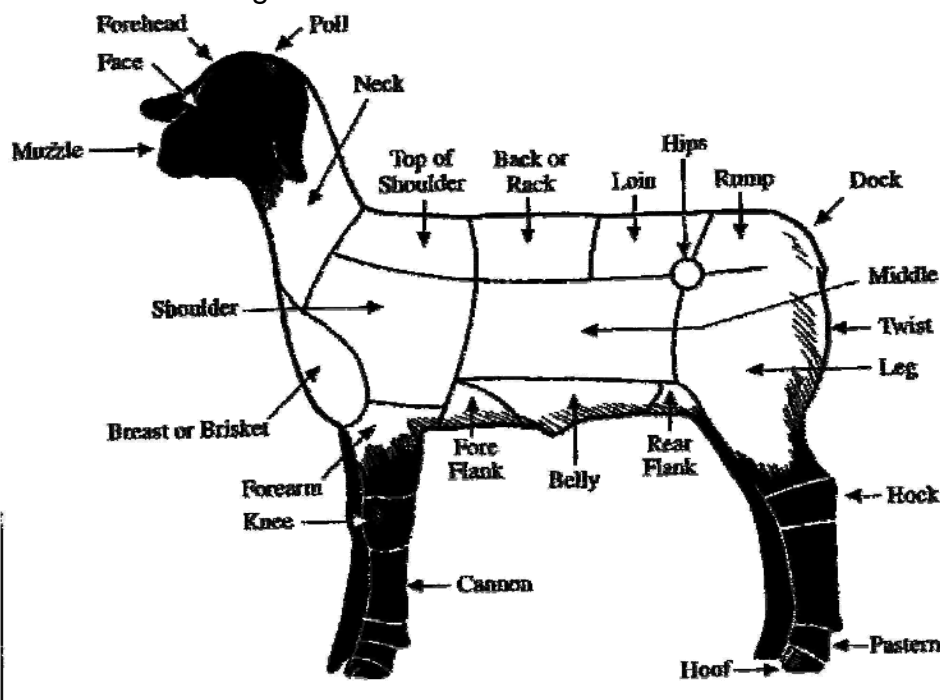 Forehead
Poll
Face
Neck
Muzzle
Top of
Shoulder
Back or
Rack
Loin
Hips
Rump
Dock
Middle
Shoulder
Twist
Leg
Breast or Brisket
Fore
Flank
Belly
Rear
Flank
Forearm
Hock
Knee
Cannon
Pastern
Hoof